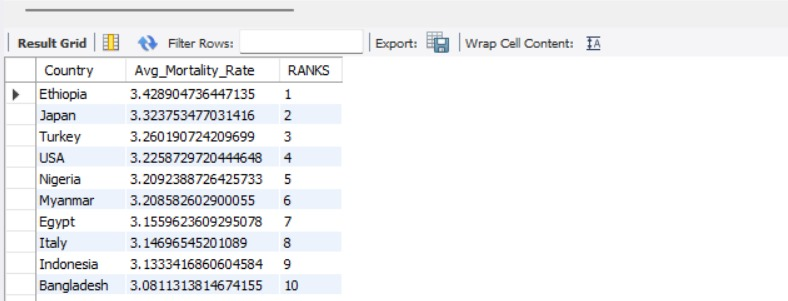 Result Grid Filter Rows: Export: Wrap Cell Content: IA
Country Avg_Mortality_Rate RANKS
Ethiopia 3.428904736447135 1
Japan 3.323753477031416 2
Turkey 3.260190724209699 3
USA 3.2258729720444648 4
Nigeria 3.2092388726425733 5
Myanmar 3.208582602900055 6
Egypt 3.1559623609295078 7
Italy 3.14696545201089 8
Indonesia 3.1333416860604584 9
Bangladesh 3.0811313814674155 10